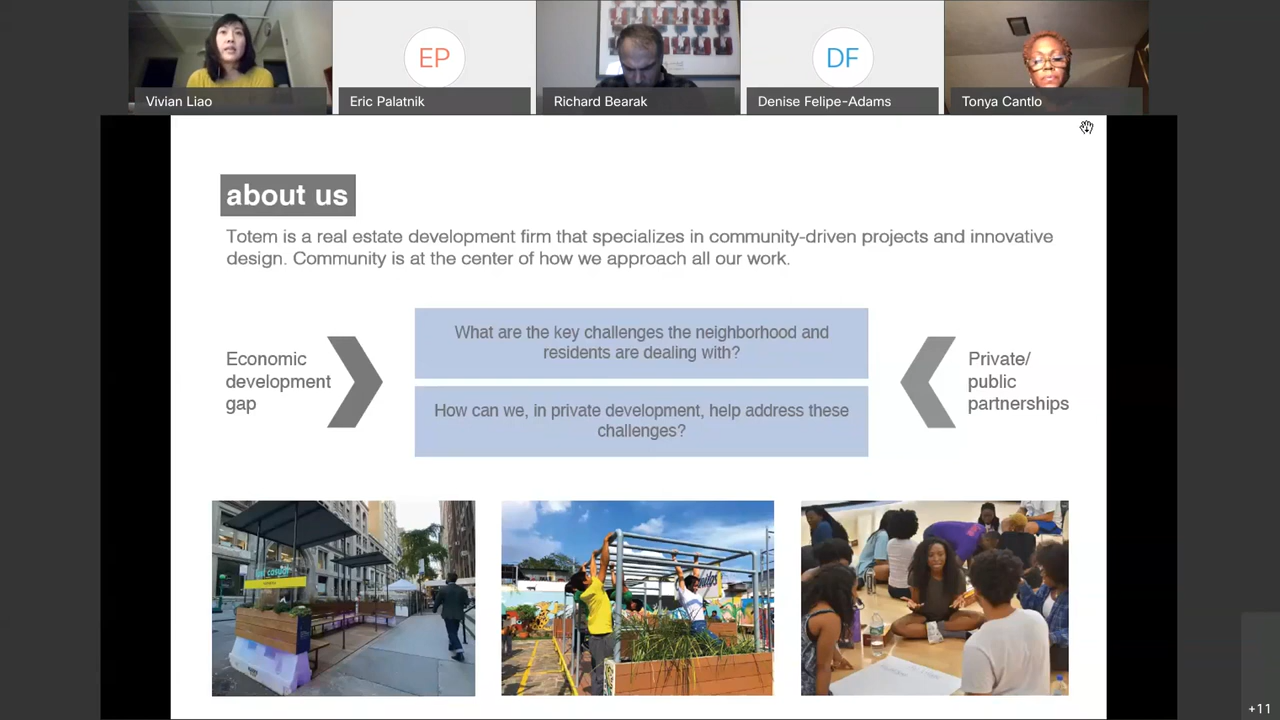 EP
DF
Vivian Liao
Eric Palatnik
Richard Bearak
Denise Felipe-Adams
Tonya Cantlo
about us
Totem is a real estate development firm that specializes in community-driven projects and innovative
design. Community is at the center of how we approach all our work.
Economic
development
gap
What are the key challenges the neighborhood and
residents are dealing with?
How can we, in private development, help address these
challenges?
Private/
public
partnerships
+11